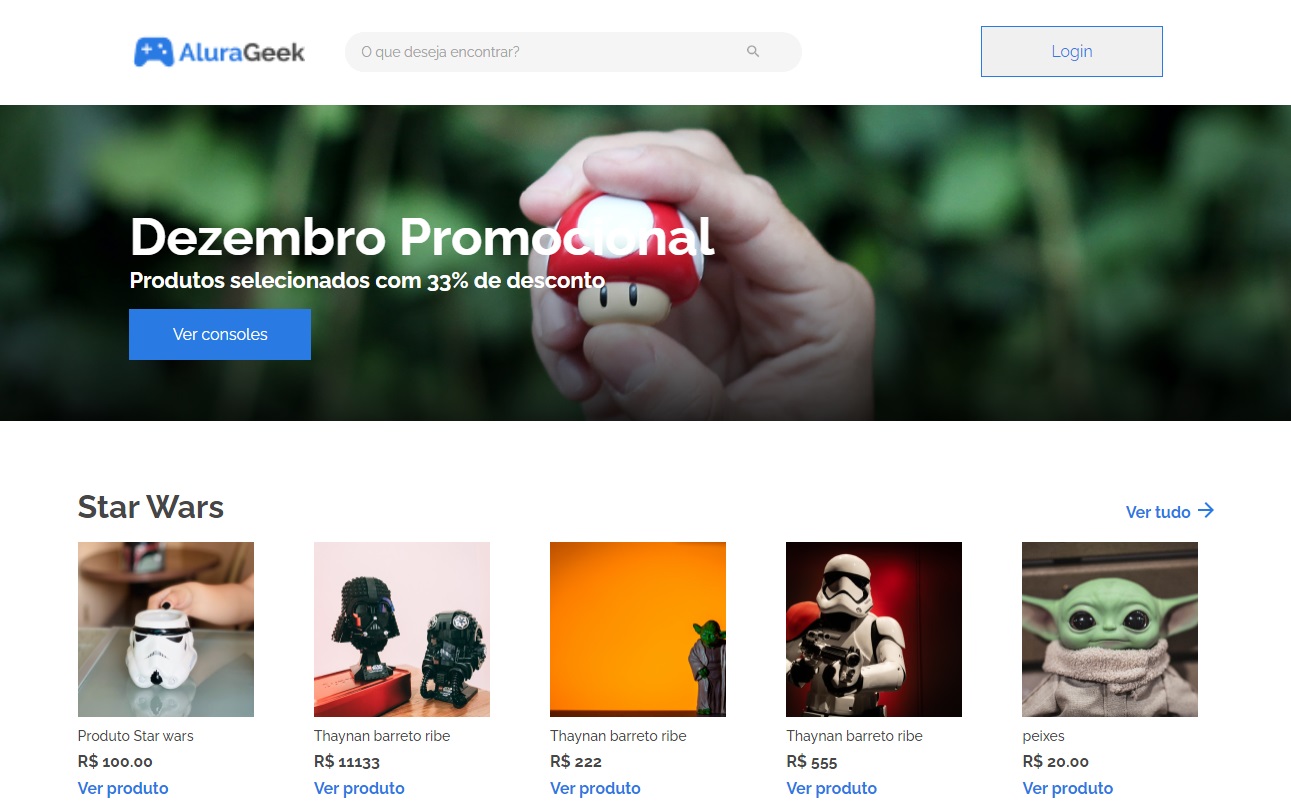 AluraGeek
O que deseja encontrar?
Login
Dezembro Promocional
Produtos selecionados com 33% de desconto
Ver consoles
Star Wars
Ver tudo
Produto Star wars
R$ 100.00
Ver produto
Thaynan barreto ribe
R$ 11133
Ver produto
Thaynan barreto ribe
R$ 222
Ver produto
Thaynan barreto ribe
R$ 555
Ver produto
peixes
R$ 20.00
Ver produto